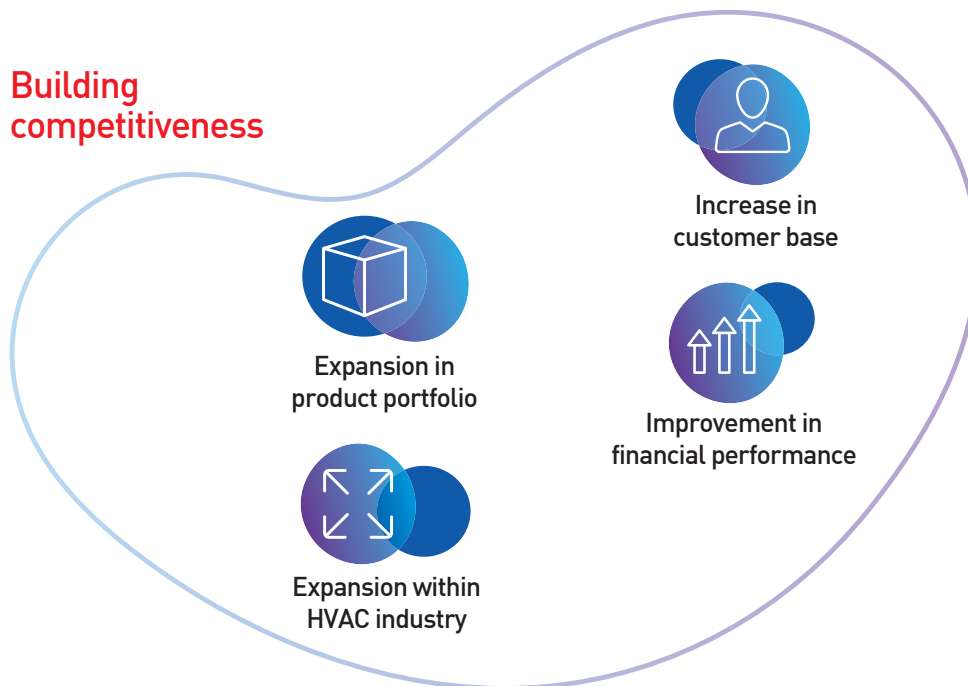 Building
competitiveness
Increase in
customer base
Expansion in
product portfolio
Improvement in
financial performance
Expansion within
HVAC industry